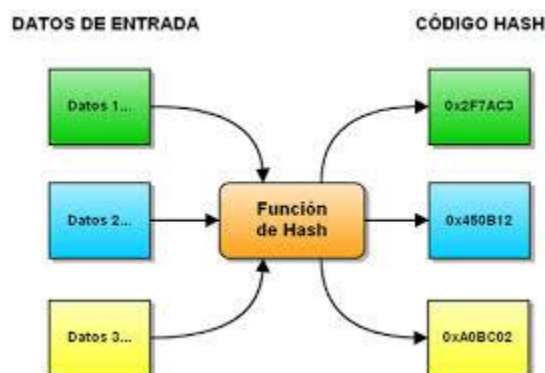 DATOS DE ENTRADA
CÓDIGO HASH
Datos 1...
0x2F7AC3
Datos 2...
Función
de Hash
0x450B12
Datos 3...
0xA0BC02